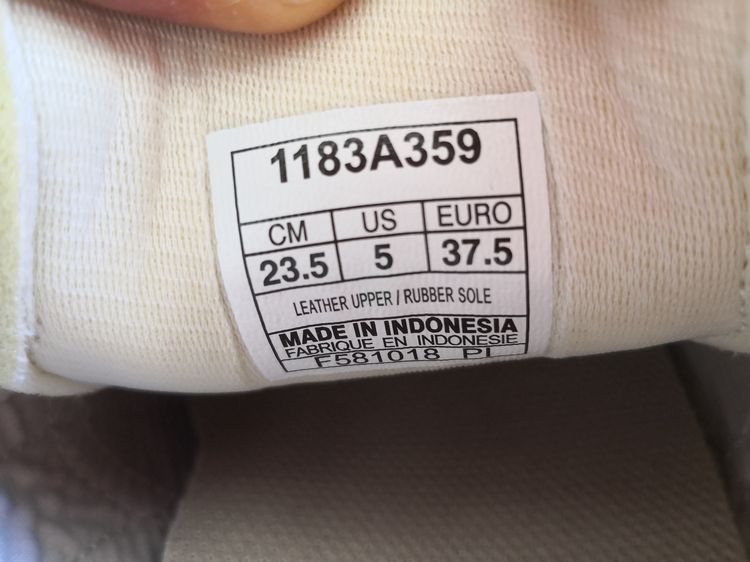 1183A359
CM US EURO
23.5 5 37.5
LEATHER UPPER / RUBBER SOLE
MADE IN INDONESIA
FABRIQUE EN INDONESIE
F581018 PI